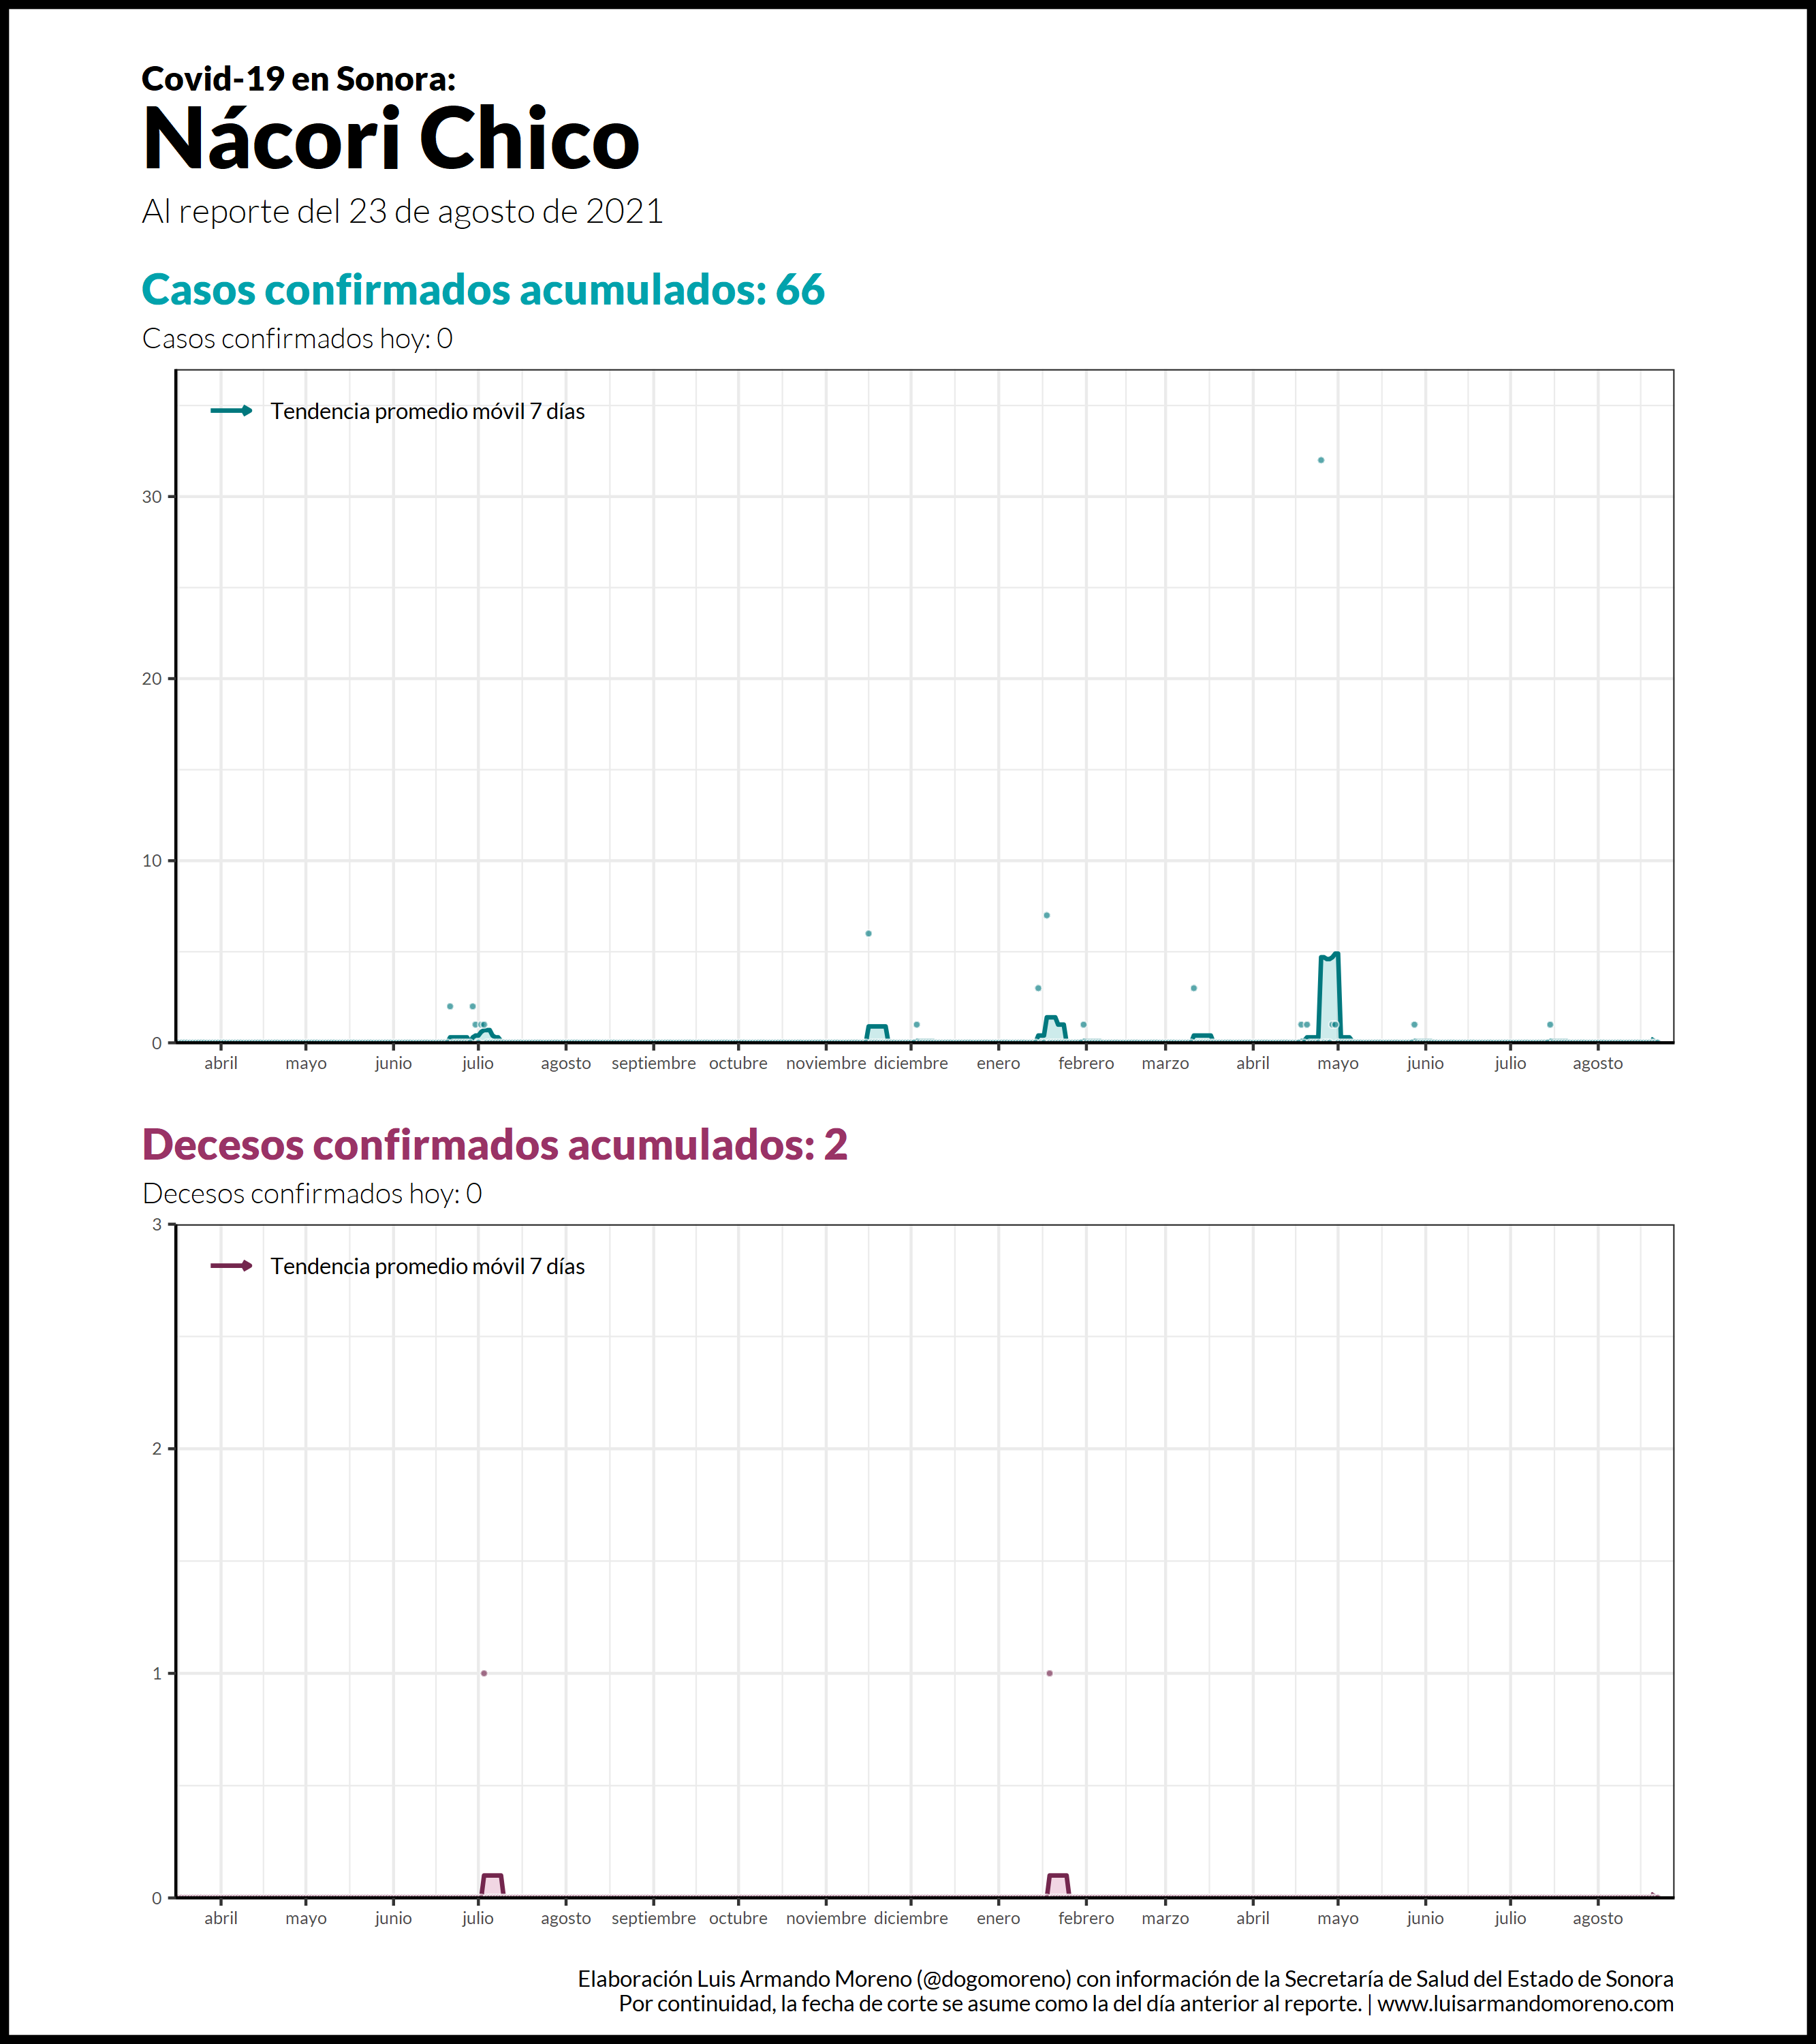 Covid-19 en Sonora:
Nácori Chico
Al reporte del 23 de agosto de 2021
Casos confirmados acumulados: 66
Casos confirmados hoy: 0
Tendencia promedio móvil 7 días
30
20
10
0
abril mayo junio julio agosto septiembre octubre noviembre diciembre enero febrero marzo abril mayo junio julio agosto
Decesos confirmados acumulados: 2
Decesos confirmados hoy: 0
3
Tendencia promedio móvil 7 días
2
1
0
abril mayo junio julio agosto septiembre octubre noviembre diciembre enero febrero marzo abril mayo junio julio agosto
Elaboración Luis Armando Moreno (@dogomoreno) con información de la Secretaría de Salud del Estado de Sonora
Por continuidad, la fecha de corte se asume como la del día anterior al reporte. | www.luisarmandomoreno.com